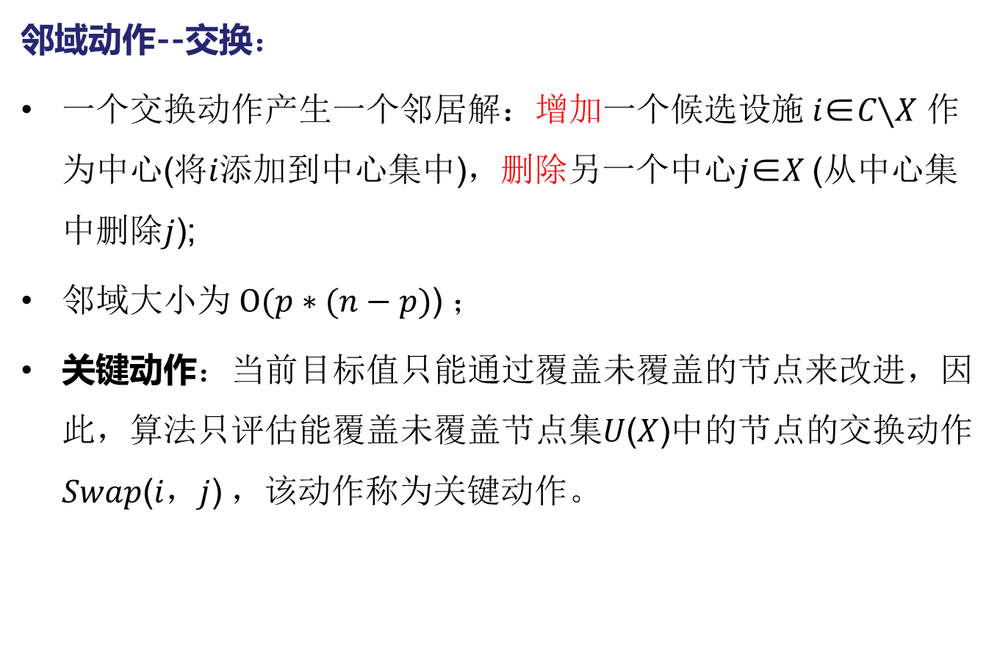 邻域动作--交换：
• 一个交换动作产生一个邻居解：增加一个候选设施 i∈C\X 作
为中心(将i添加到中心集中)，删除另一个中心j∈X (从中心集
中删除j);
• 邻域大小为 O(p ∗ (n − p)) ；
• 关键动作：当前目标值只能通过覆盖未覆盖的节点来改进，因
此，算法只评估能覆盖未覆盖节点集U(X)中的节点的交换动作
Swap(i，j) ，该动作称为关键动作。